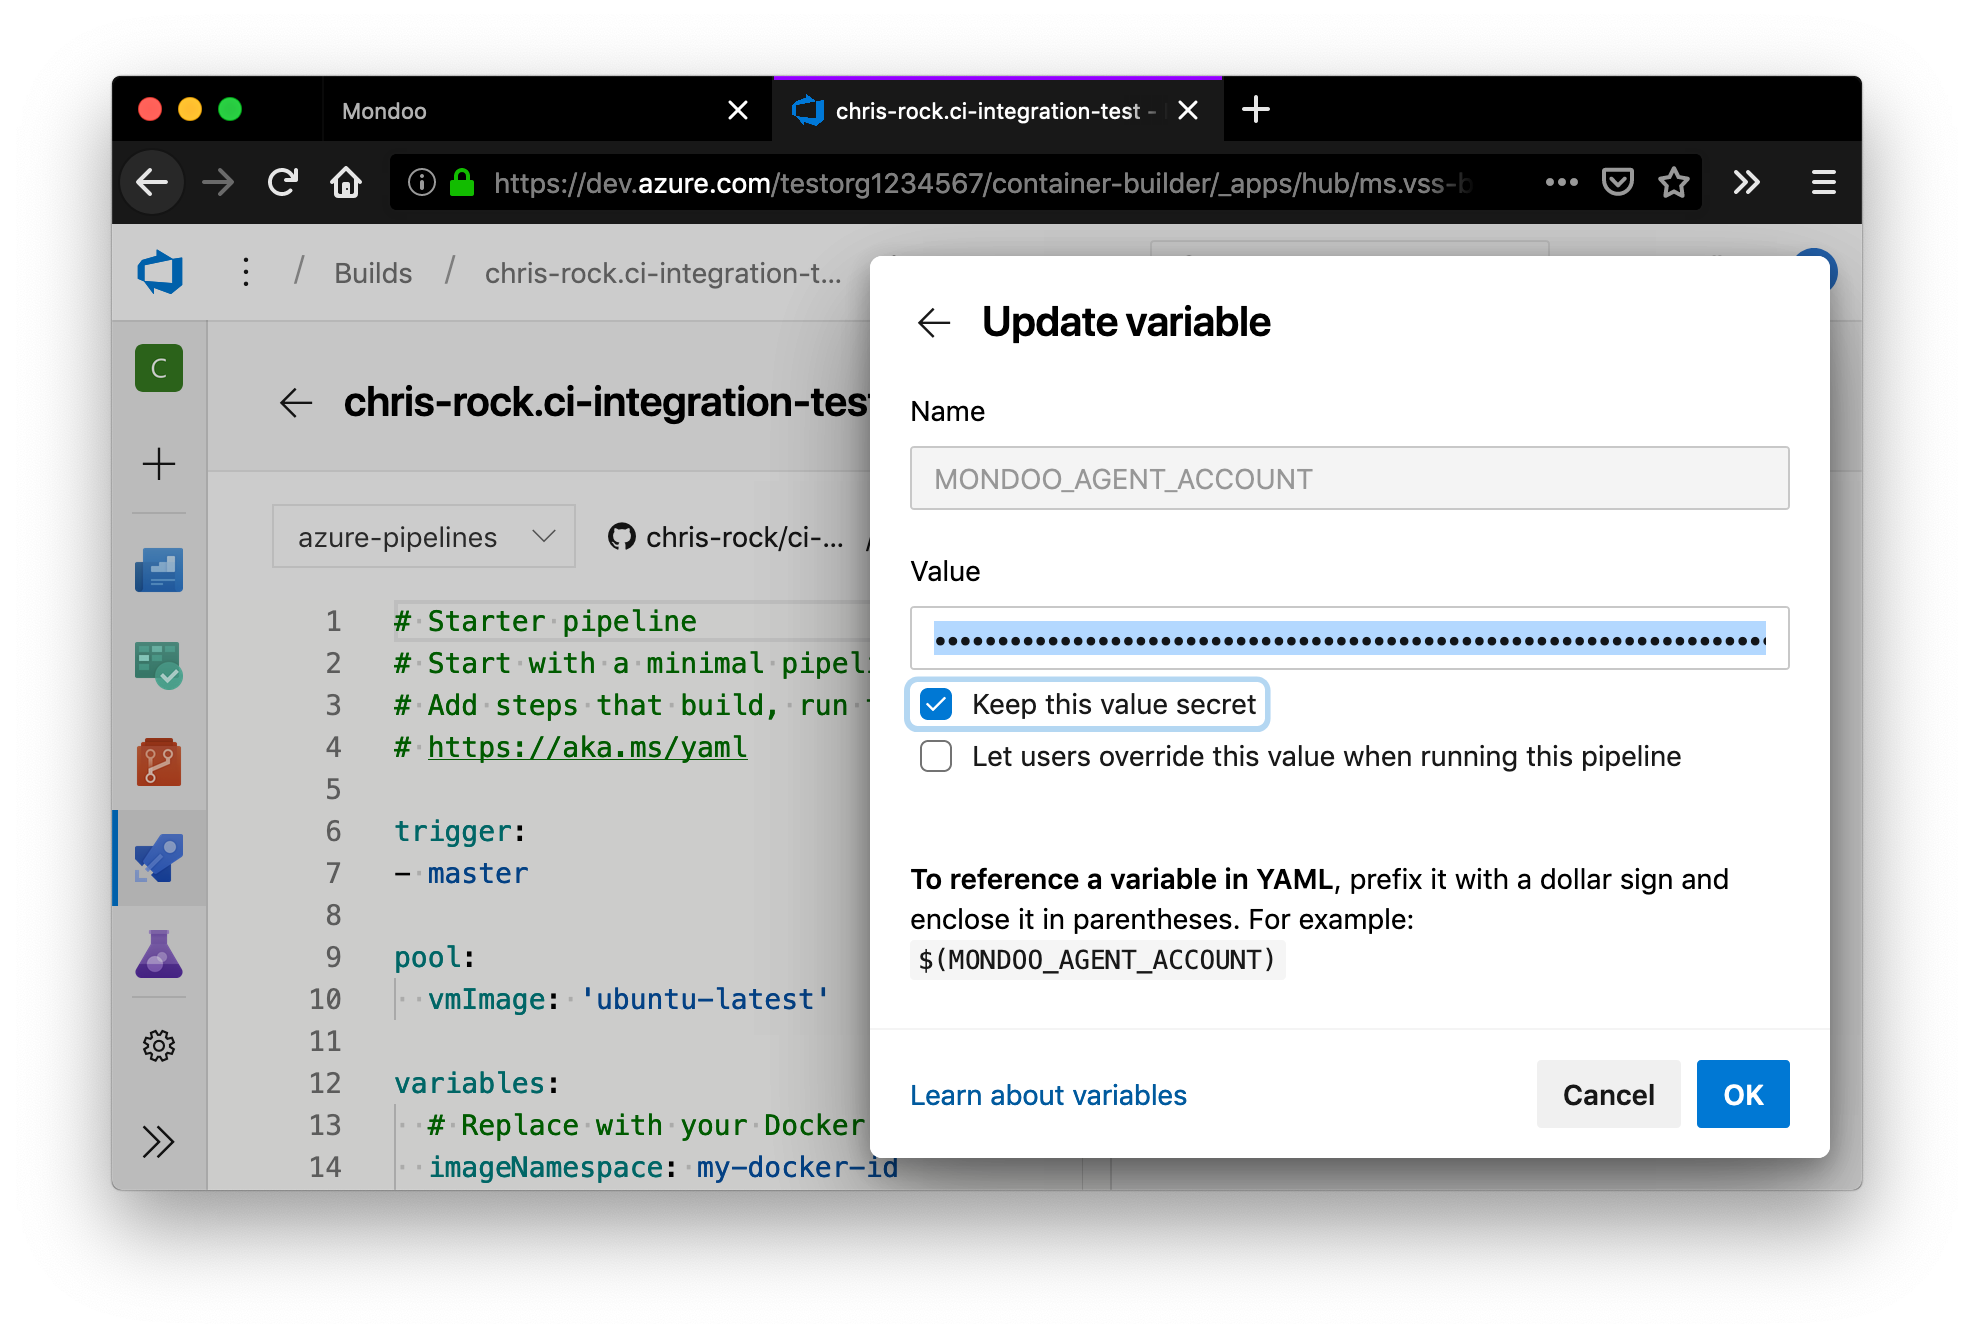 Mondoo
chris-rock.ci-integration-test -
https://dev.azure.com/testorg1234567/container-builder/_apps/hub/ms.vss-b
/ Builds / chris-rock.ci-integration-t...
C
chris-rock.ci-integration-test
azure-pipelines
chris-rock/ci-... /
1 # Starter pipeline
2 # Start with a minimal
3 # Add steps that build, run
4 # https://aka.ms/yaml
5
6 trigger:
7 - master
8
9 pool:
10 vmImage: 'ubuntu-latest'
11
12 variables:
13 # Replace with your Docker
14 imageNamespace: my-docker-id
Update variable
Name
MONDOO_AGENT_ACCOUNT
Value
Keep this value secret
Let users override this value when running this pipeline
To reference a variable in YAML, prefix it with a dollar sign and
enclose it in parentheses. For example:
$(MONDOO_AGENT_ACCOUNT)
Learn about variables
Cancel
OK